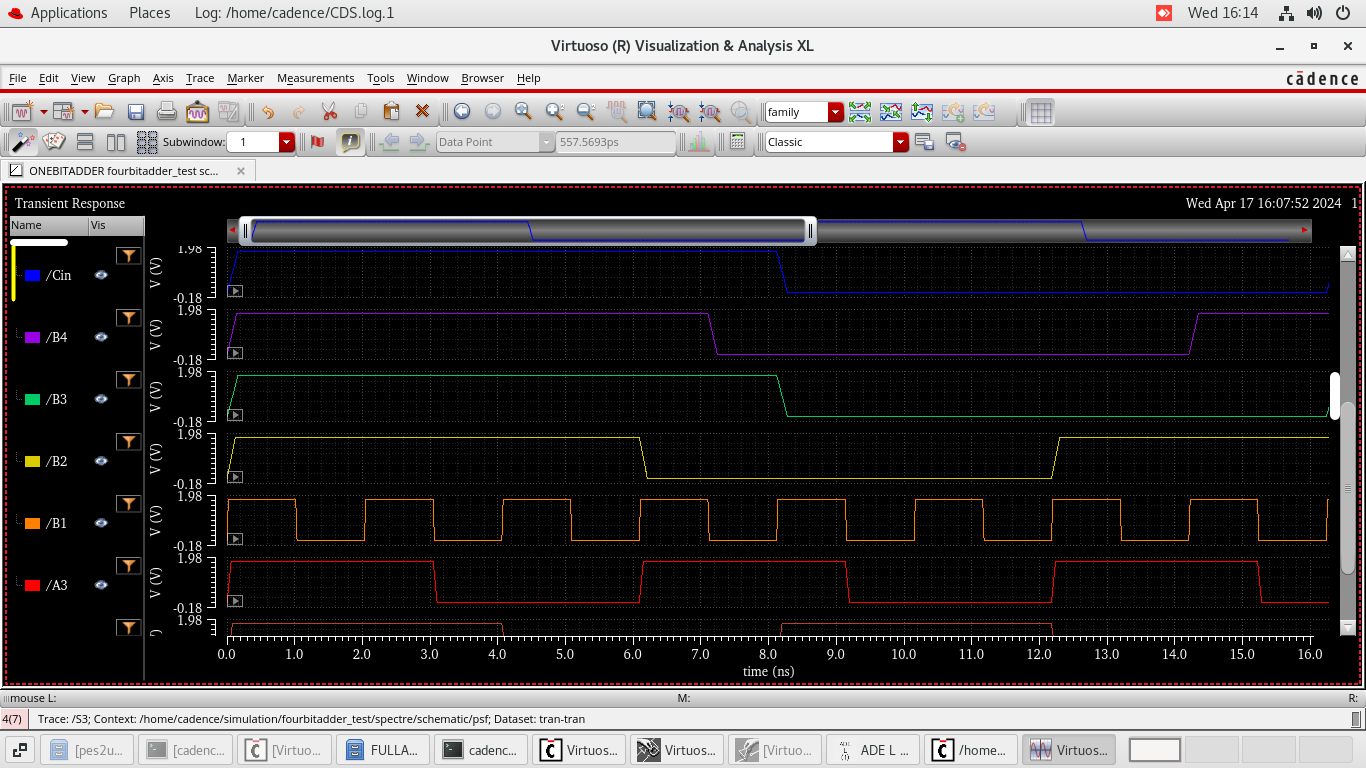 Applications Places Log: /home/cadence/CDS.log.1 Wed 16:14
Virtuoso (R) Visualization & Analysis XL
File Edit View Graph Axis Trace Marker Measurements Tools Window Browser Help cādence
family
Subwindow: 1 Data Point 557.5693ps Classic
ONEBITADDER fourbitadder_test sc...
Transient Response Wed Apr 17 16:07:52 2024 1
Name Vis
1.98
/Cin V (V)
-0.18
1.98
/B4 V (V)
-0.18
1.98
/B3 V (V)
-0.18
1.98
/B2 V (V)
-0.18
1.98
/B1 V (V)
-0.18
1.98
/A3 V (V)
-0.18
1.98
0.0 1.0 2.0 3.0 4.0 5.0 6.0 7.0 8.0 9.0 10.0 11.0 12.0 13.0 14.0 15.0 16.0
time (ns)
mouse L: M: R:
4(7) Trace: /S3; Context: /home/cadence/simulation/fourbitadder_test/spectre/schematic/psf; Dataset: tran-tran
[pes2u... [cadenc... [Virtuo... FULLA... cadenc... Virtuos... Virtuos... [Virtuo... ADE L (1) ADE L ... /home... Virtuos...